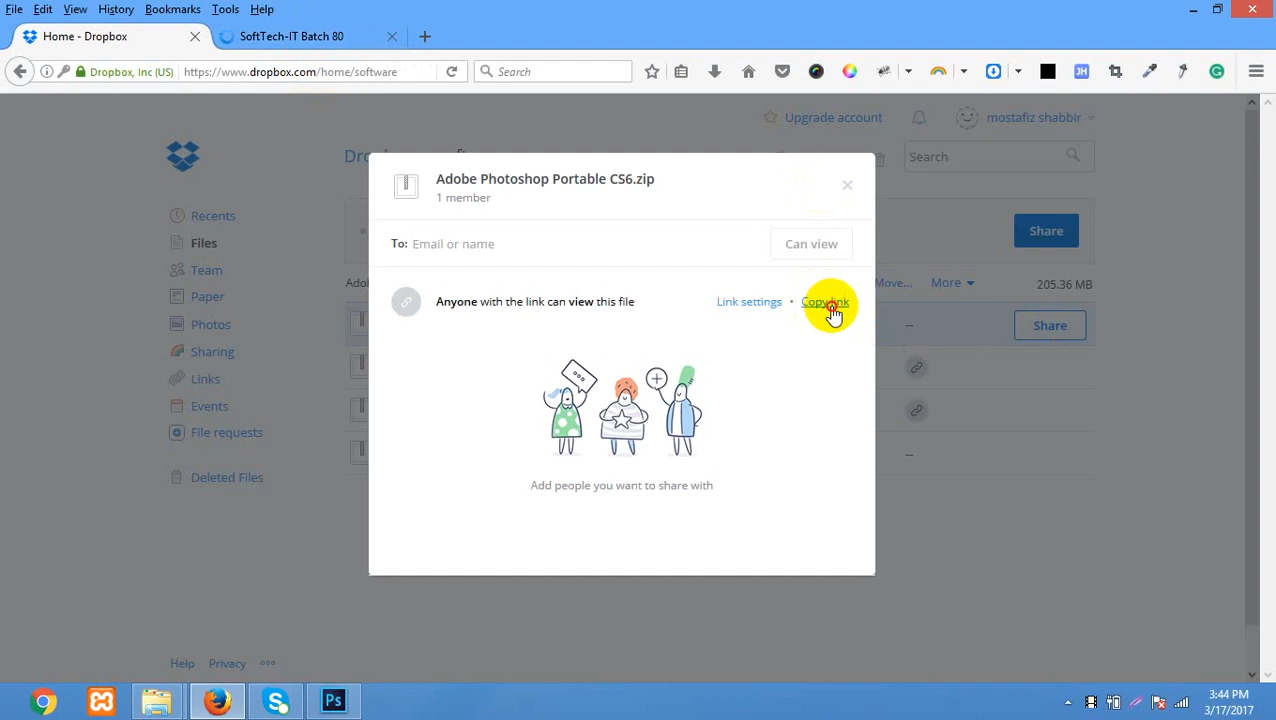 File Edit View History Bookmarks Tools Help
Home - Dropbox
SoftTech-IT Batch 80
Dropbox, Inc (US) https://www.dropbox.com/home/software
Search
JH
Upgrade account
mostafiz shabbir
Search
Adobe Photoshop Portable CS6.zip
1 member
Recents
Files
Share
To: Email or name
Can view
Team
Move...
More
205.36 MB
Paper
Anyone with the link can view this file
Link settings • Copy link
Photos
Share
Sharing
Links
Events
File requests
Deleted Files
Add people you want to share with
Help Privacy
Ps
3:44 PM
3/17/2017